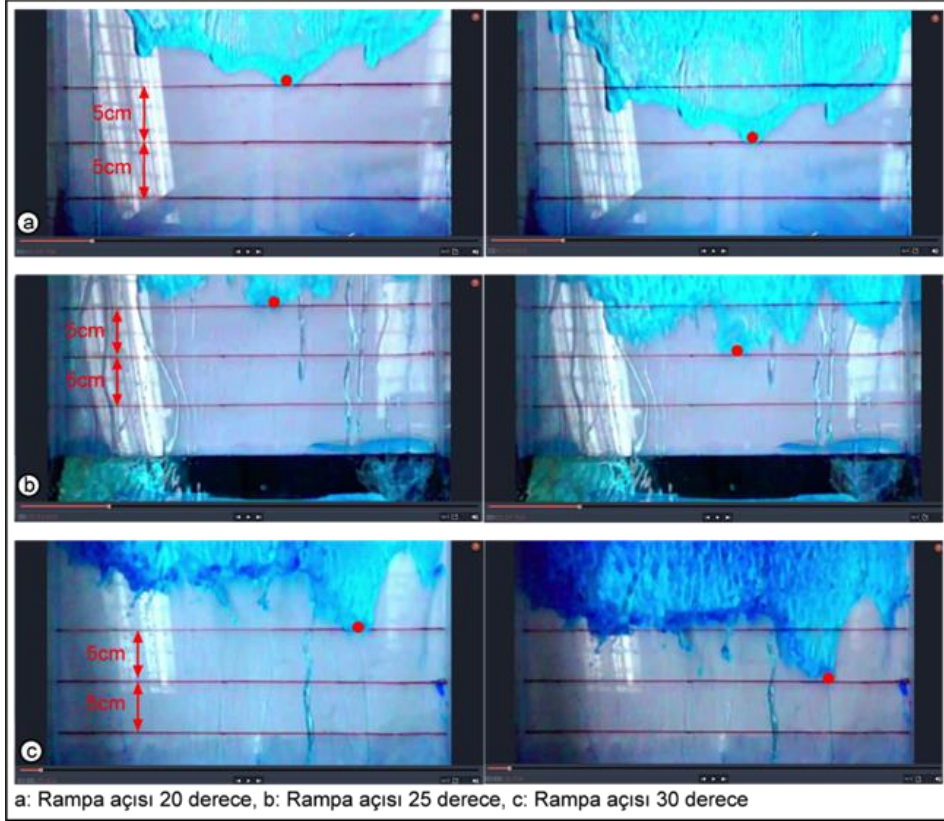 5cm
5cm
a
5cm
5cm
b
5cm
5cm
c
a: Rampa açısı 20 derece, b: Rampa açısı 25 derece, c: Rampa açısı 30 derece